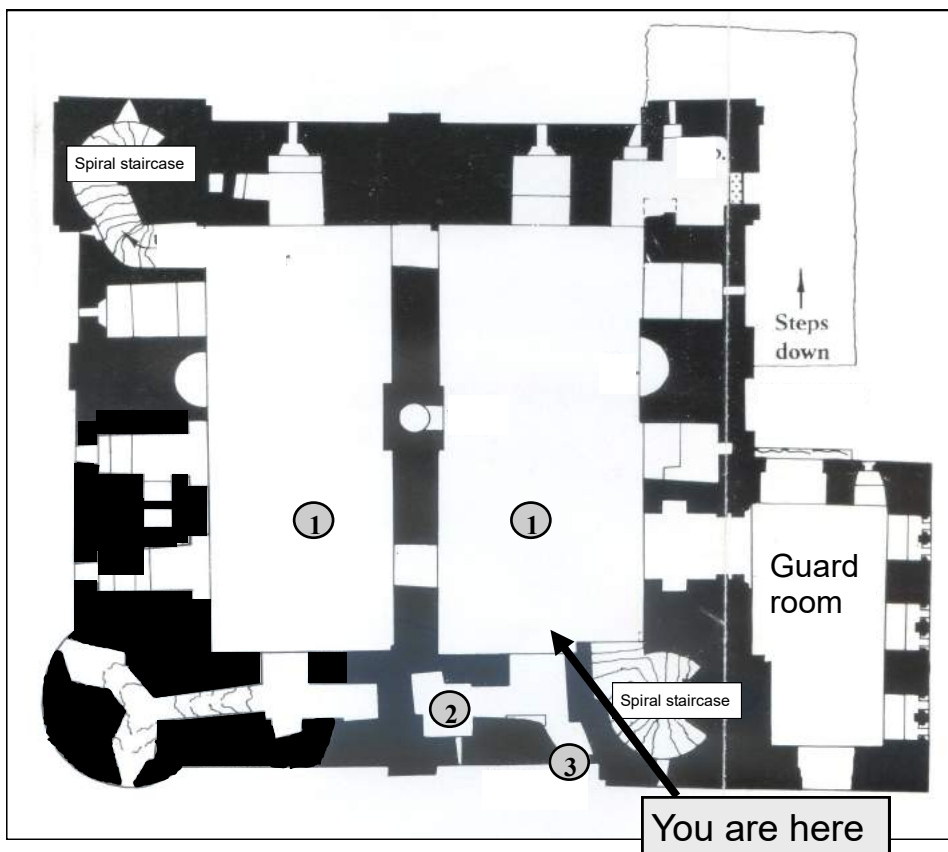 Spiral staircase
Steps
down
1
1
Guard
room
Spiral staircase
2
3
You are here